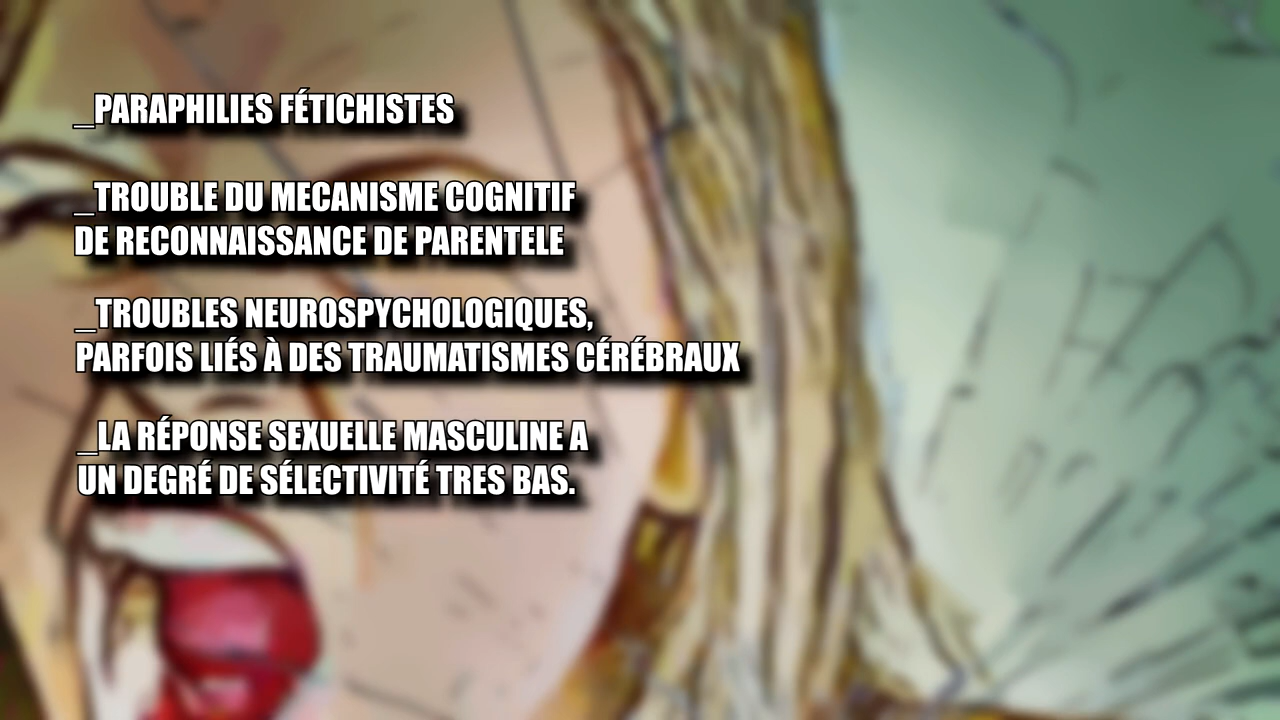 _PARAPHILIES FÉTICHISTES
_TROUBLE DU MECANISME COGNITIF
DE RECONNAISSANCE DE PARENTELE
_TROUBLES NEUROSPYCHOLOGIQUES,
PARFOIS LIÉS À DES TRAUMATISMES CÉRÉBRAUX
_LA RÉPONSE SEXUELLE MASCULINE A
UN DEGRÉ DE SÉLECTIVITÉ TRES BAS.